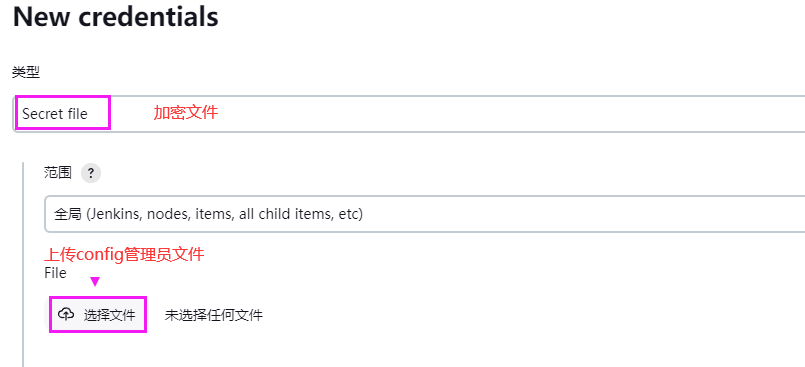 New credentials
类型
Secret file 加密文件
范围 ?
全局 (Jenkins, nodes, items, all child items, etc)
上传config管理员文件
File
选择文件 未选择任何文件